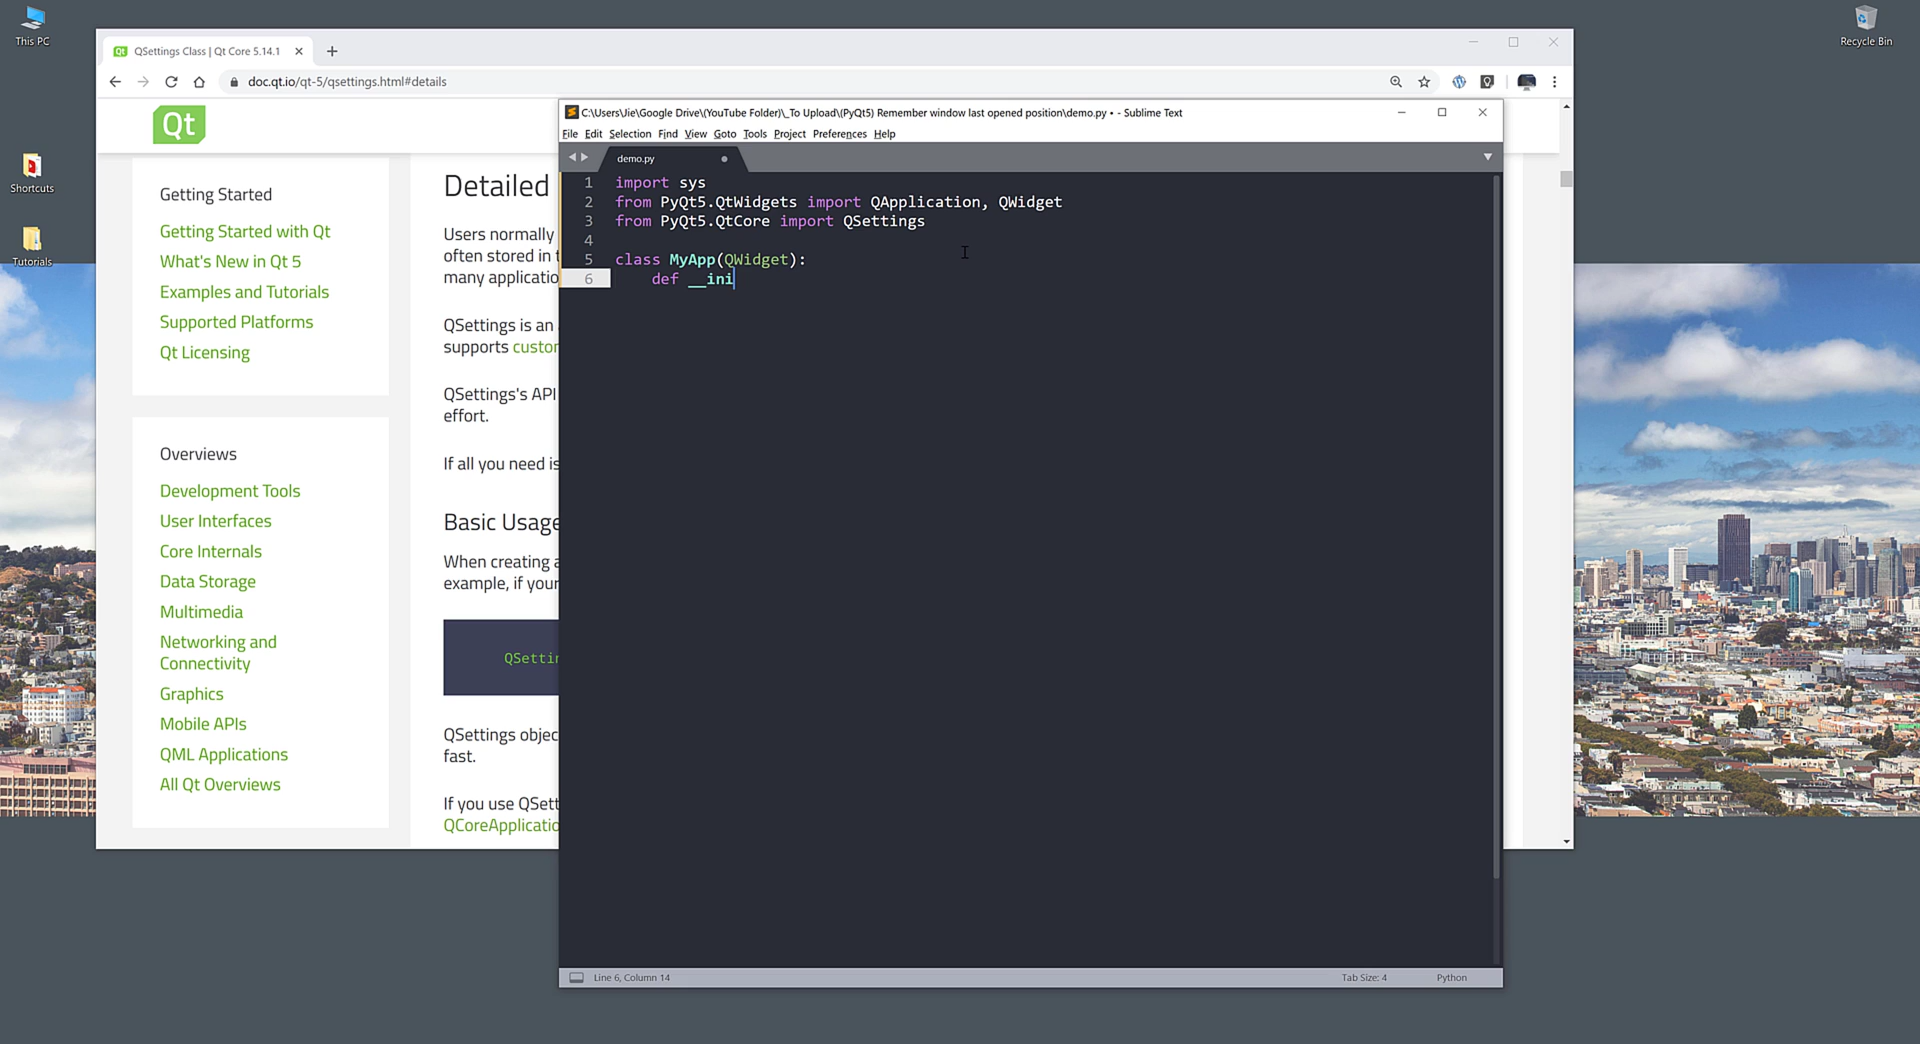 This PC
Recycle Bin
Shortcuts
Tutorials
Qt QSettings Class | Qt Core 5.14.1
doc.qt.io/qt-5/qsettings.html#details
Qt
Getting Started
Getting Started with Qt
What's New in Qt 5
Examples and Tutorials
Supported Platforms
Qt Licensing
Overviews
Development Tools
User Interfaces
Core Internals
Data Storage
Multimedia
Networking and
Connectivity
Graphics
Mobile APIs
QML Applications
All Qt Overviews
Detailed
Users normally
often stored in
many applicatio
QSettings is an
supports custor
QSettings's API
effort.
If all you need is
Basic Usage
When creating a
example, if your
QSettin
QSettings objec
fast.
If you use QSett
QCoreApplicatio
C:\Users\Jie\Google Drive\(YouTube Folder)\_To Upload\(PyQt5) Remember window last opened position\demo.py • - Sublime Text
File Edit Selection Find View Goto Tools Project Preferences Help
demo.py
1 import sys
2 from PyQt5.QtWidgets import QApplication, QWidget
3 from PyQt5.QtCore import QSettings
4
5 class MyApp(QWidget):
6 def __ini
Line 6, Column 14
Tab Size: 4
Python